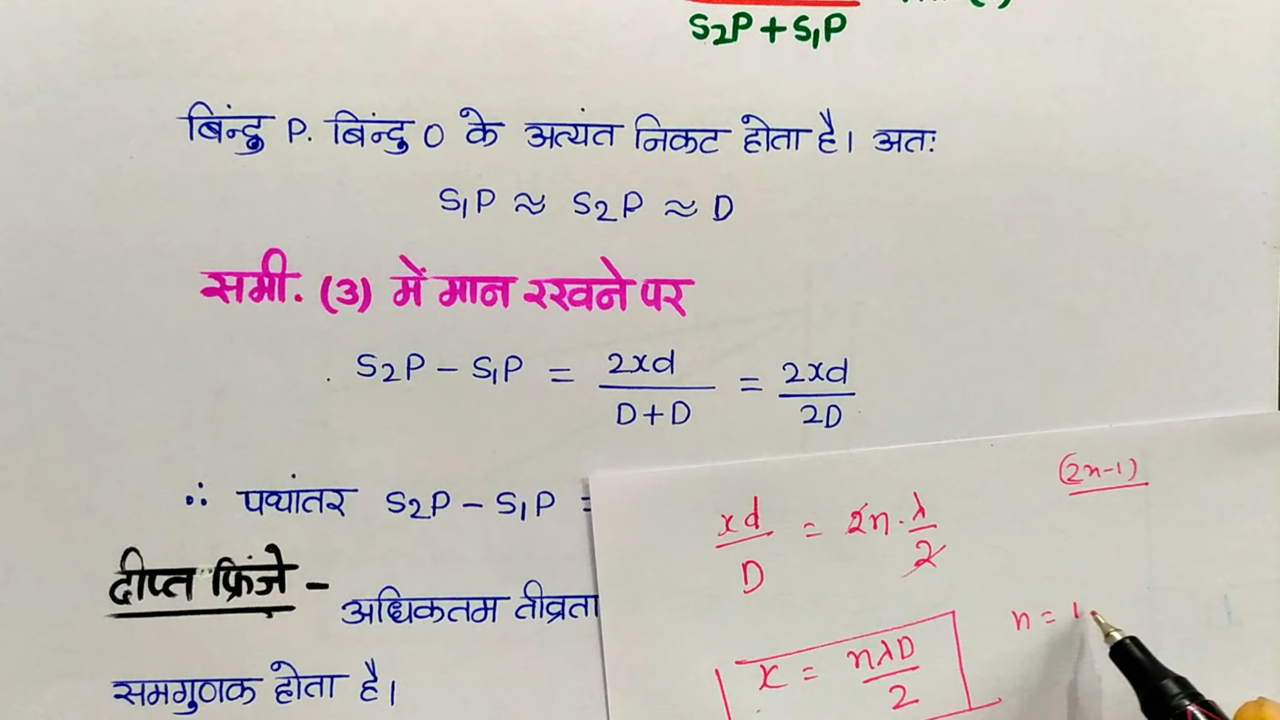 S₂P + S₁P
बिंन्दु P. बिंन्दु O के अत्यंत निकट होता है। अतः
S₁P ≈ S₂P ≈ D
समी. (3) में मान रखने पर
S₂P - S₁P = 2xd / D+D = 2xd / 2D
∴ पथांतर S₂P - S₁P =
दीप्त फ्रिंजे - अधिकतम तीव्रता
समगुणक होता है।
(2n-1)
xd / D = 2n · λ / 2
x = nλD / 2
n = 1